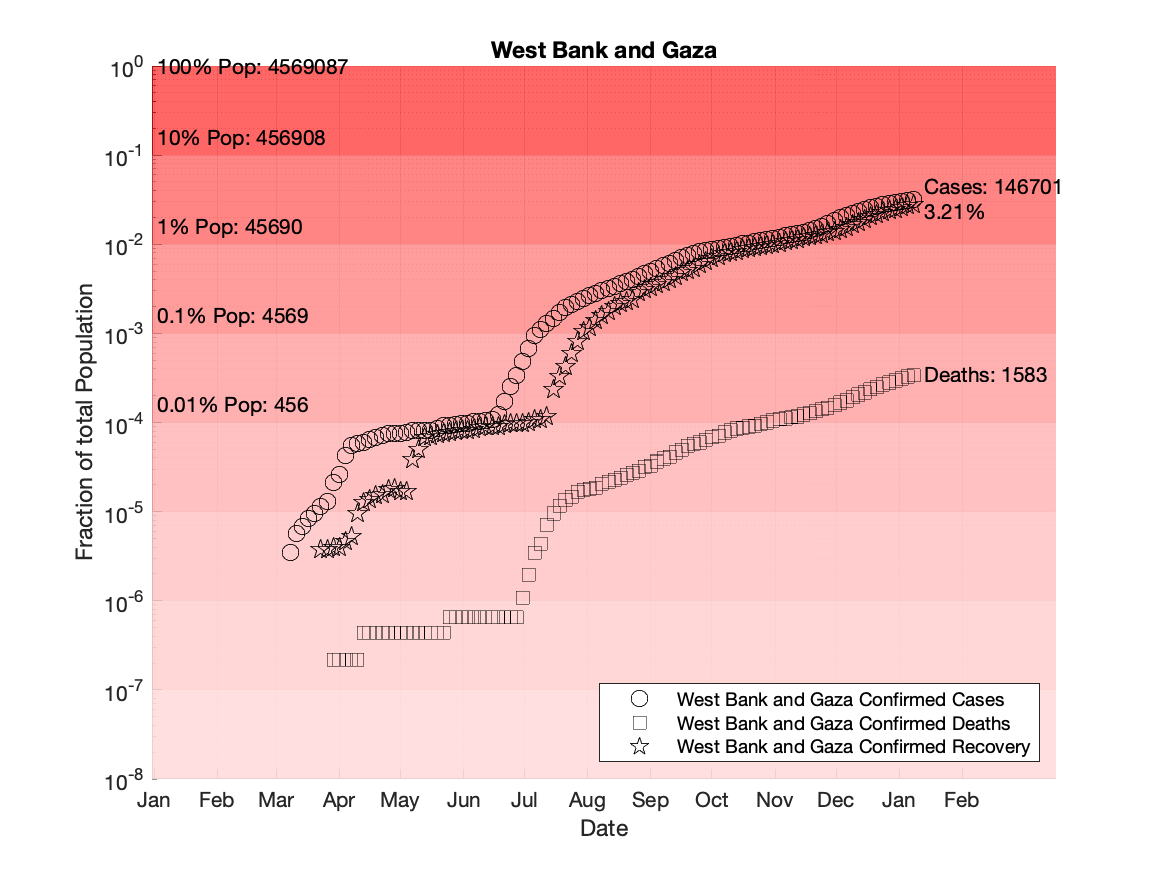 West Bank and Gaza
10^0
100% Pop: 4569087
10% Pop: 456908
10^-1
Cases: 146701
3.21%
1% Pop: 45690
10^-2
0.1% Pop: 4569
10^-3
Deaths: 1583
0.01% Pop: 456
10^-4
10^-5
10^-6
10^-7
10^-8
Fraction of total Population
West Bank and Gaza Confirmed Cases
West Bank and Gaza Confirmed Deaths
West Bank and Gaza Confirmed Recovery
Jan Feb Mar Apr May Jun Jul Aug Sep Oct Nov Dec Jan Feb
Date